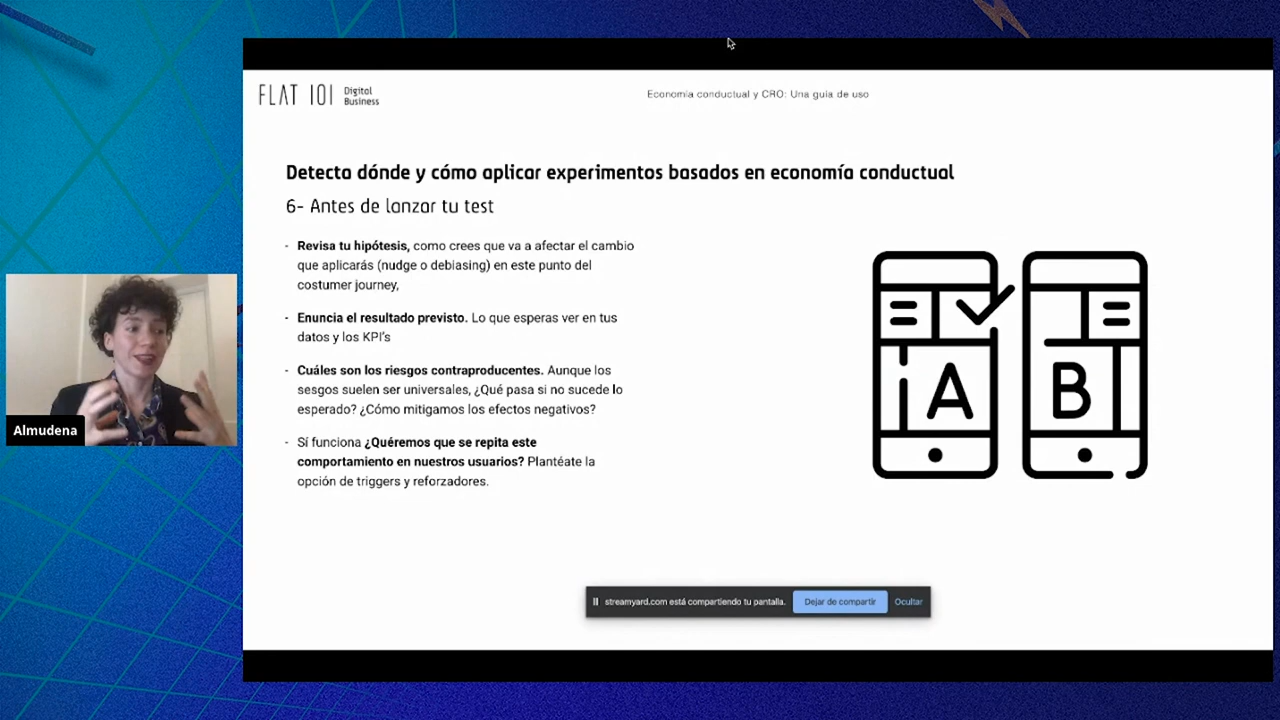 FLAT 101 Digital Business
Economía conductual y CRO: Una guía de uso
Detecta dónde y cómo aplicar experimentos basados en economía conductual
6- Antes de lanzar tu test
- Revisa tu hipótesis, como crees que va a afectar el cambio
que aplicarás (nudge o debiasing) en este punto del
costumer journey,
- Enuncia el resultado previsto. Lo que esperas ver en tus
datos y los KPI's
- Cuáles son los riesgos contraproducentes. Aunque los
sesgos suelen ser universales, ¿Qué pasa si no sucede lo
esperado? ¿Cómo mitigamos los efectos negativos?
- Sí funciona ¿Quéremos que se repita este
comportamiento en nuestros usuarios? Plantéate la
opción de triggers y reforzadores.
A
B
Almudena
streamyard.com está compartiendo tu pantalla.
Dejar de compartir
Ocultar